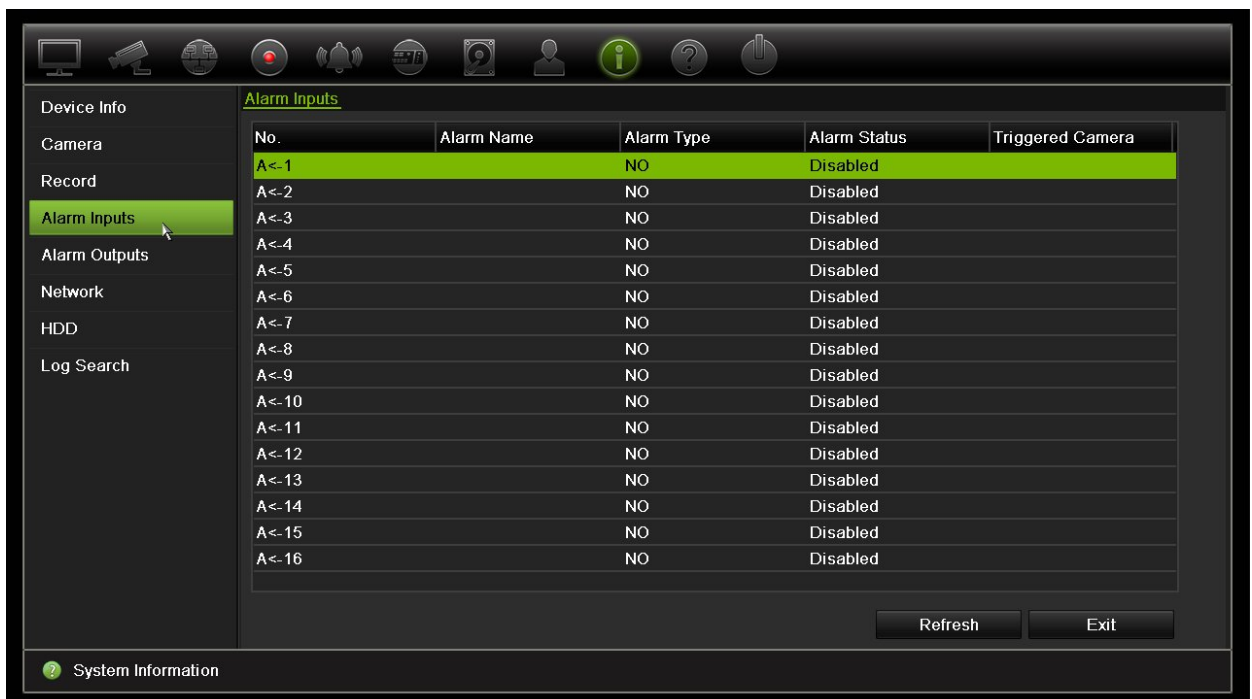 Device Info
Camera
Record
Alarm Inputs
Alarm Outputs
Network
HDD
Log Search
Alarm Inputs
No. Alarm Name Alarm Type Alarm Status Triggered Camera
A<-1 NO Disabled
A<-2 NO Disabled
A<-3 NO Disabled
A<-4 NO Disabled
A<-5 NO Disabled
A<-6 NO Disabled
A<-7 NO Disabled
A<-8 NO Disabled
A<-9 NO Disabled
A<-10 NO Disabled
A<-11 NO Disabled
A<-12 NO Disabled
A<-13 NO Disabled
A<-14 NO Disabled
A<-15 NO Disabled
A<-16 NO Disabled
Refresh Exit
System Information